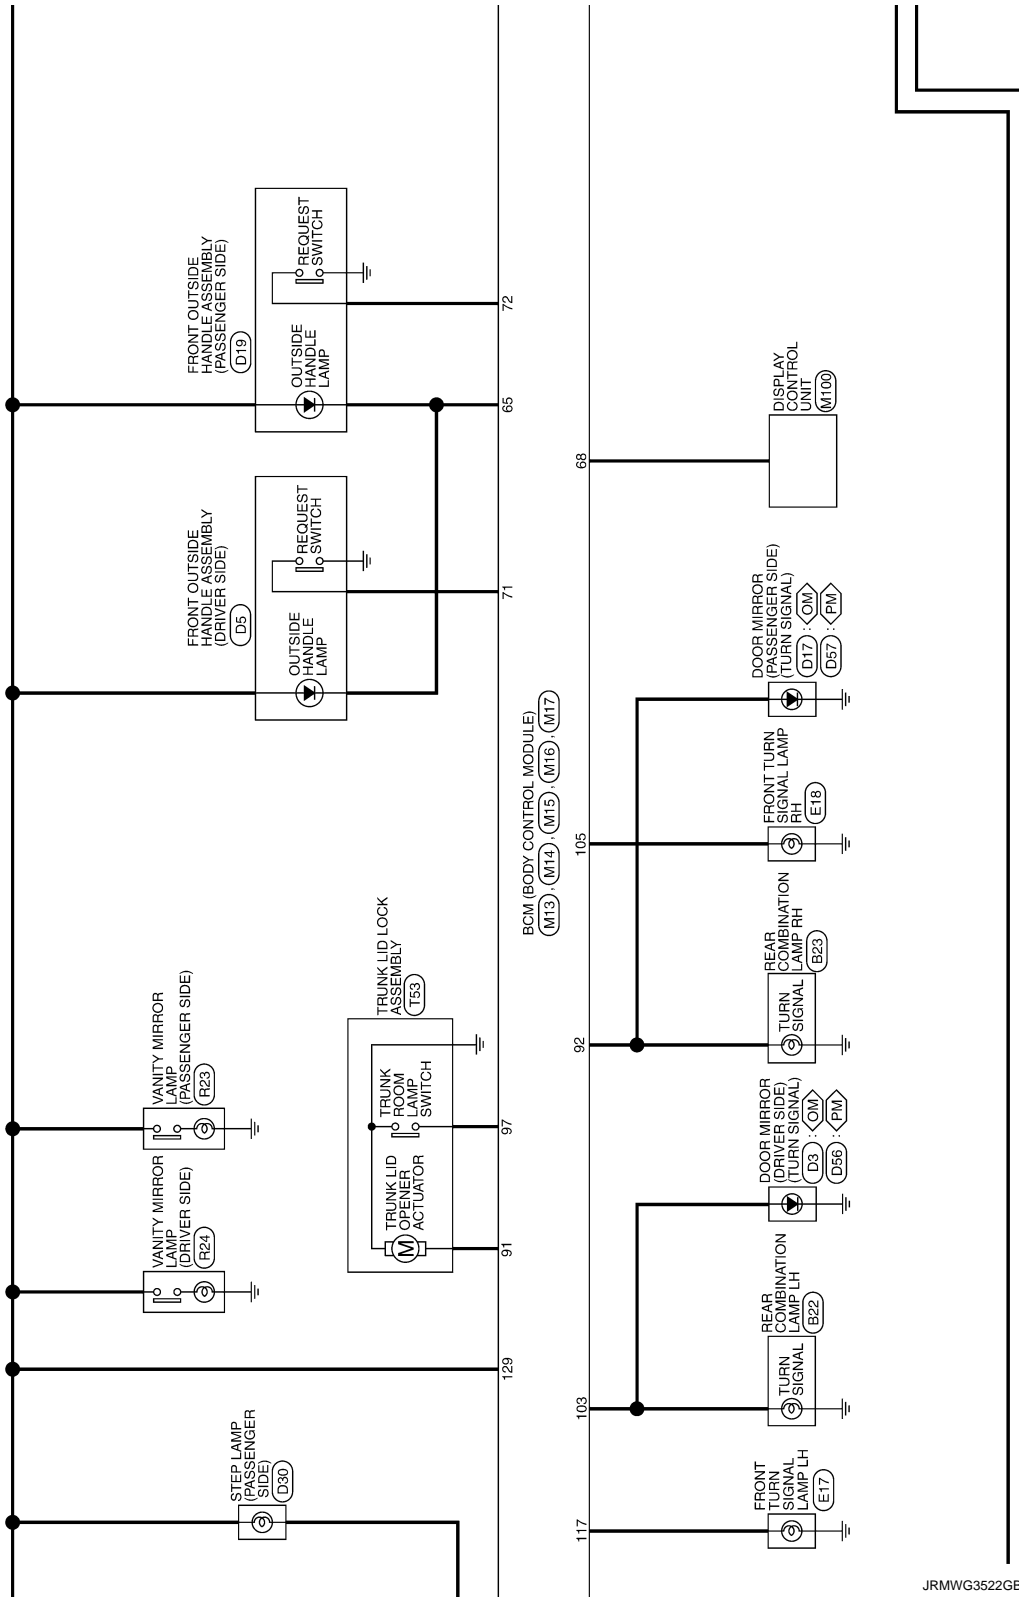 FRONT OUTSIDE
HANDLE ASSEMBLY
(PASSENGER SIDE)
D19
REQUEST
SWITCH
OUTSIDE
HANDLE
LAMP
72
65
FRONT OUTSIDE
HANDLE ASSEMBLY
(DRIVER SIDE)
D5
REQUEST
SWITCH
OUTSIDE
HANDLE
LAMP
71
VANITY MIRROR
LAMP
(PASSENGER SIDE)
R23
VANITY MIRROR
LAMP
(DRIVER SIDE)
R24
TRUNK LID LOCK
ASSEMBLY
T53
TRUNK
ROOM
LAMP
SWITCH
TRUNK LID
OPENER
ACTUATOR
M
97
91
129
STEP LAMP
(PASSENGER
SIDE)
D30
BCM (BODY CONTROL MODULE)
M13 , M14 , M15 , M16 , M17
68
DISPLAY
CONTROL
UNIT
M100
DOOR MIRROR
(PASSENGER SIDE)
(TURN SIGNAL)
D17 : OM
D57 : PM
105
FRONT TURN
SIGNAL LAMP
RH
E18
92
REAR
COMBINATION
LAMP RH
B23
TURN
SIGNAL
DOOR MIRROR
(DRIVER SIDE)
(TURN SIGNAL)
D3 : OM
D56 : PM
103
REAR
COMBINATION
LAMP LH
B22
TURN
SIGNAL
117
FRONT
TURN
SIGNAL
LAMP LH
E17
JRMWG3522GB